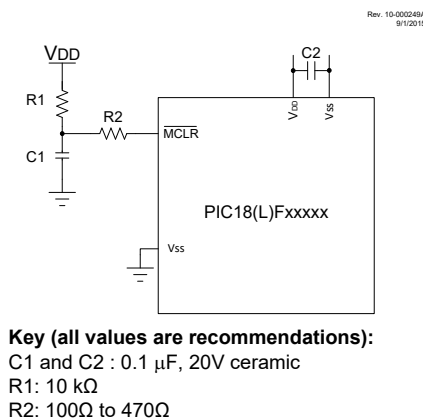 Rev. 10-000249A
9/1/2015
VDD
C2
R1
R2
VDD
VSS
MCLR
C1
PIC18(L)Fxxxxx
Vss
Key (all values are recommendations):
C1 and C2 : 0.1 μF, 20V ceramic
R1: 10 kΩ
R2: 100Ω to 470Ω